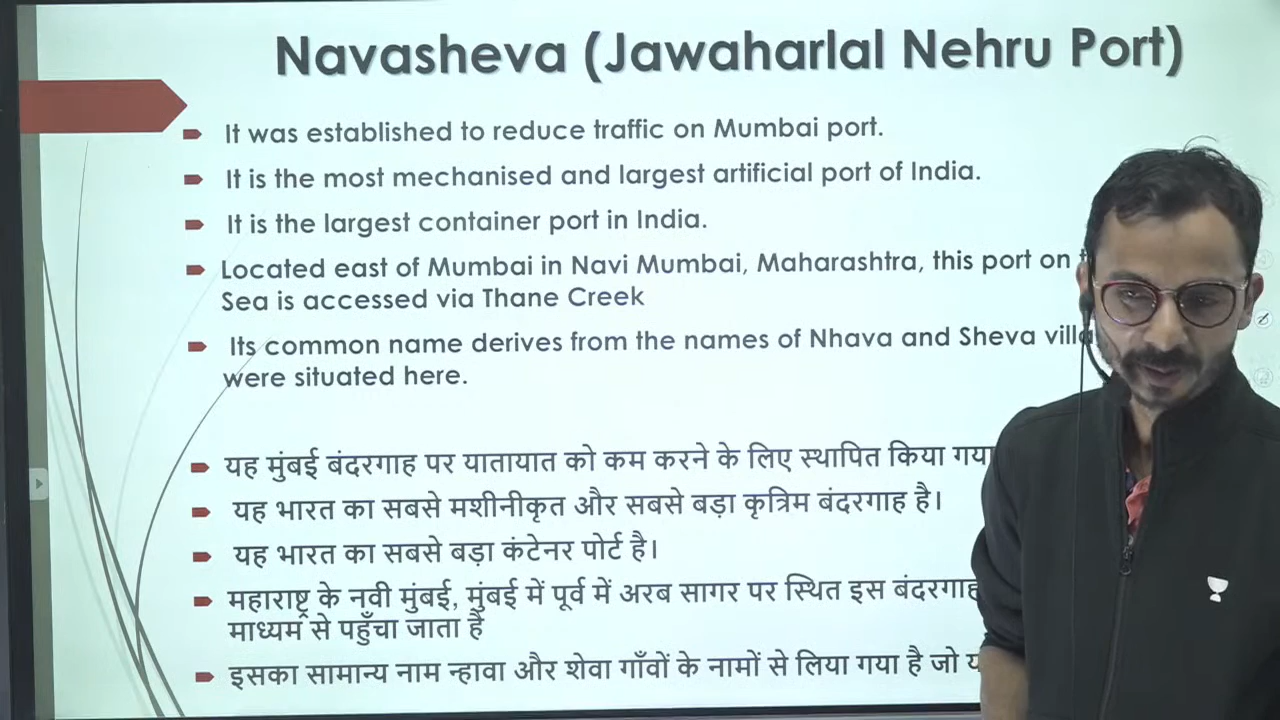 Navasheva (Jawaharlal Nehru Port)
It was established to reduce traffic on Mumbai port.
It is the most mechanised and largest artificial port of India.
It is the largest container port in India.
Located east of Mumbai in Navi Mumbai, Maharashtra, this port on
Sea is accessed via Thane Creek
Its common name derives from the names of Nhava and Sheva
were situated here.
यह मुंबई बंदरगाह पर यातायात को कम करने के लिए स्थापित किया गया
यह भारत का सबसे मशीनीकृत और सबसे बड़ा कृत्रिम बंदरगाह है।
यह भारत का सबसे बड़ा कंटेनर पोर्ट है।
महाराष्ट्र के नवी मुंबई, मुंबई में पूर्व में अरब सागर पर स्थित इस बंदरगाह
माध्यम से पहुँचा जाता है
इसका सामान्य नाम न्हावा और शेवा गाँवों के नामों से लिया गया है जो